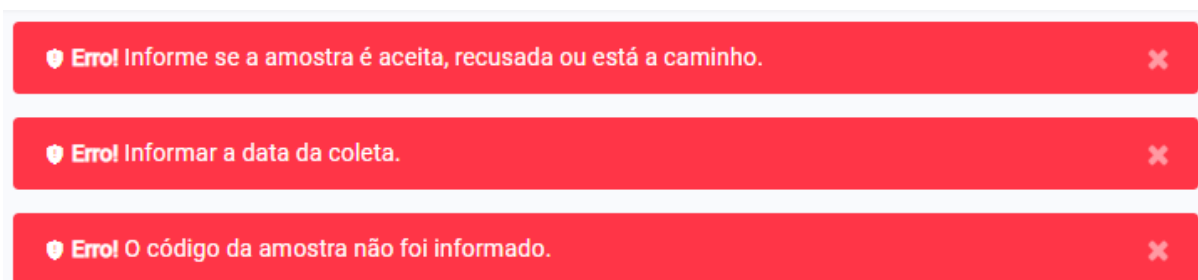 Erro! Informe se a amostra é aceita, recusada ou está a caminho.
Erro! Informar a data da coleta.
Erro! O código da amostra não foi informado.